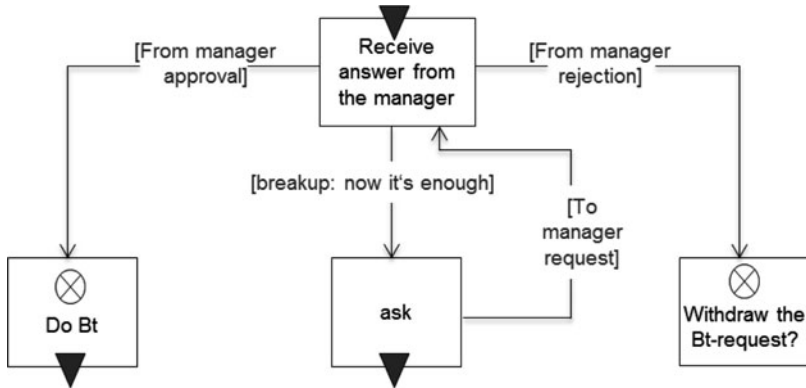 Receive
answer from
the manager
[From manager
approval]
[From manager
rejection]
[breakup: now it's enough]
[To
manager
request]
Do Bt
ask
Withdraw the
Bt-request?